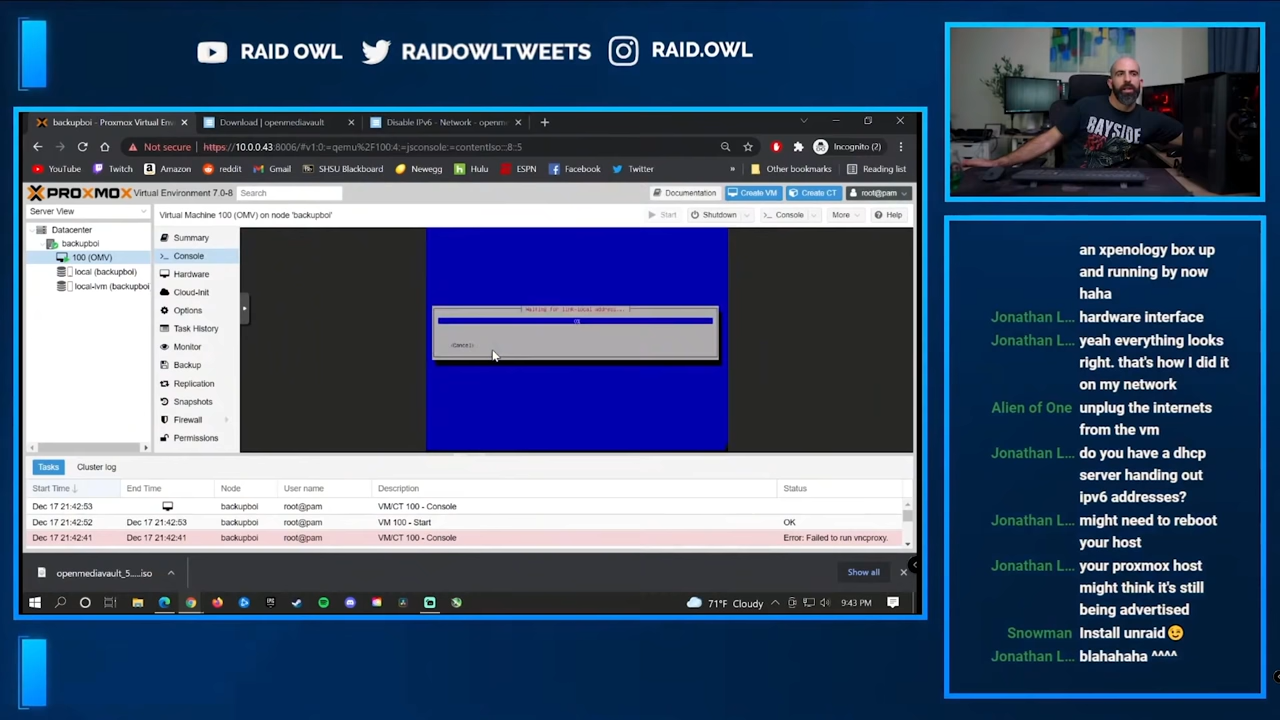 RAID OWL
RAIDOWLTWEETS
RAID.OWL
backupboi - Proxmox Virtual Env
Download | openmediavault
Disable IPv6 - Network - openm
Not secure
https://10.0.0.43:8006/#v1:0:=qemu%2F100:4:=jsconsole:=contentIso:::8::5
Incognito (2)
YouTube
Twitch
Amazon
reddit
Gmail
SHSU Blackboard
Newegg
Hulu
ESPN
Facebook
Twitter
Other bookmarks
Reading list
PROXMOX
Virtual Environment 7.0-8
Search
Documentation
Create VM
Create CT
root@pam
Server View
Virtual Machine 100 (OMV) on node 'backupboi'
Start
Shutdown
Console
More
Help
Datacenter
backupboi
100 (OMV)
local (backupboi)
local-lvm (backupboi
Summary
Console
Hardware
Cloud-Init
Options
Task History
Monitor
Backup
Replication
Snapshots
Firewall
Permissions
Waiting for link-local address...
<Cancel>
Tasks
Cluster log
Start Time
End Time
Node
User name
Description
Status
Dec 17 21:42:53
backupboi
root@pam
VM/CT 100 - Console
Dec 17 21:42:52
Dec 17 21:42:53
backupboi
root@pam
VM 100 - Start
OK
Dec 17 21:42:41
Dec 17 21:42:41
backupboi
root@pam
VM/CT 100 - Console
Error: Failed to run vncproxy.
openmediavault_5....iso
Show all
71°F Cloudy
9:43 PM
BAYSIDE
an xpenology box up
and running by now
haha
Jonathan L... hardware interface
Jonathan L... yeah everything looks
right. that's how I did it
on my network
Alien of One unplug the internets
from the vm
Jonathan L... do you have a dhcp
server handing out
ipv6 addresses?
Jonathan L... might need to reboot
your host
Jonathan L... your proxmox host
might think it's still
being advertised
Snowman Install unraid😉
Jonathan L... blahahaha ^^^^